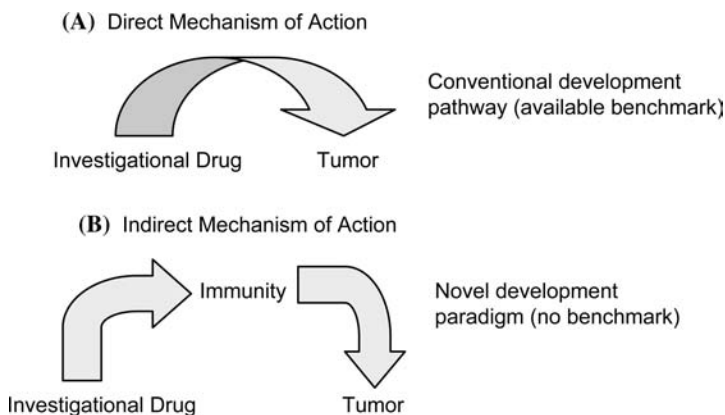 (A) Direct Mechanism of Action
Conventional development
pathway (available benchmark)
Investigational Drug Tumor
(B) Indirect Mechanism of Action
Immunity
Novel development
paradigm (no benchmark)
Investigational Drug Tumor